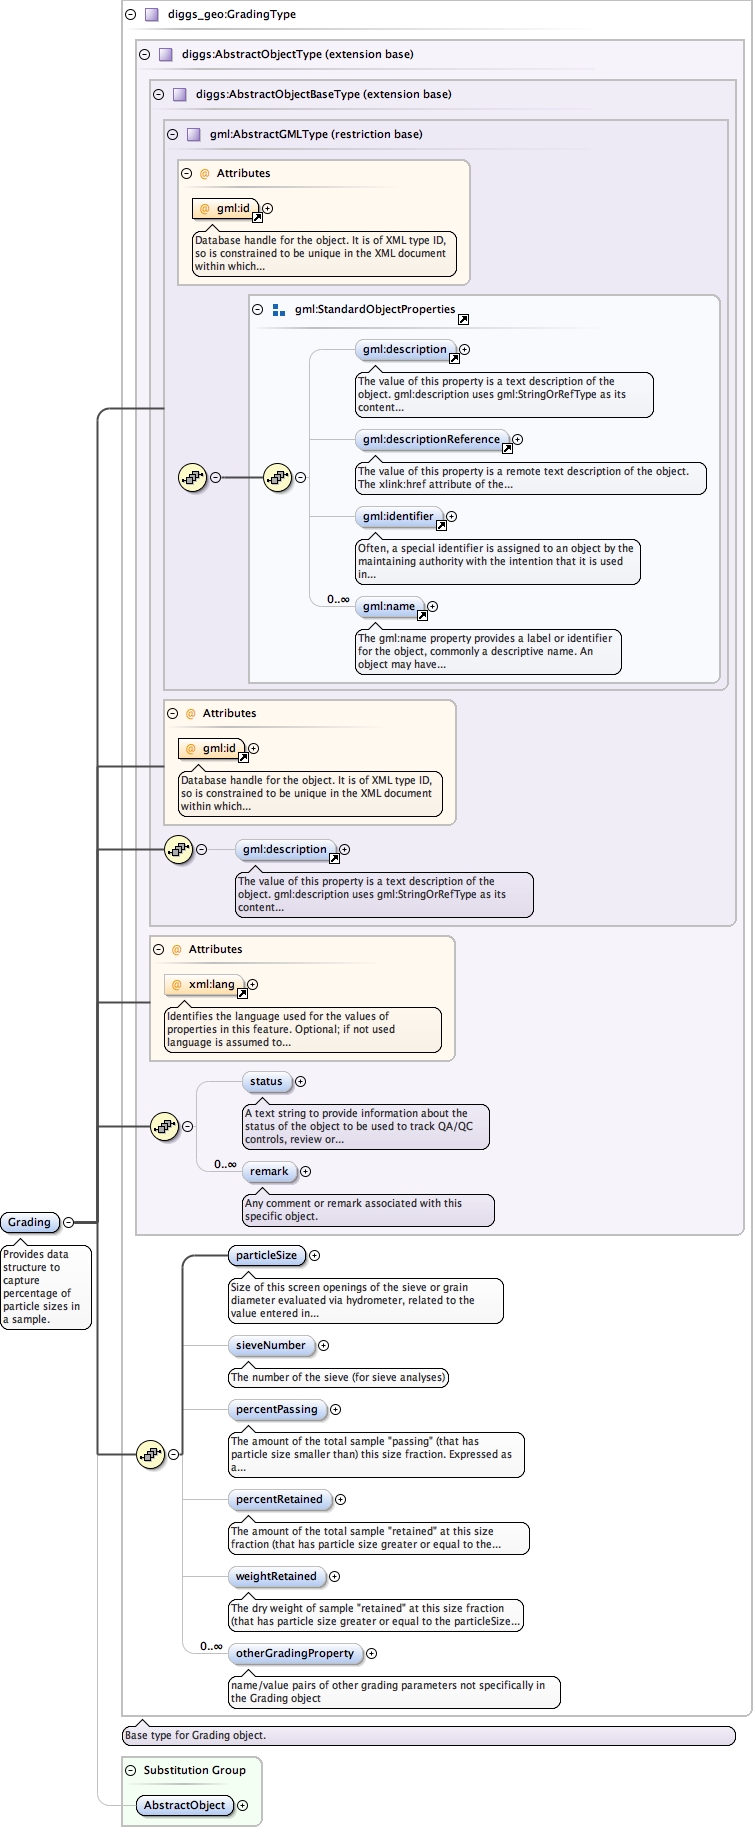 diggs_geo:GradingType
diggs:AbstractObjectType (extension base)
diggs:AbstractObjectBaseType (extension base)
gml:AbstractGMLType (restriction base)
@ Attributes
@ gml:id
Database handle for the object. It is of XML type ID,
so is constrained to be unique in the XML document
within which...
gml:StandardObjectProperties
gml:description
The value of this property is a text description of the
object. gml:description uses gml:StringOrRefType as its
content...
gml:descriptionReference
The value of this property is a remote text description of the object.
The xlink:href attribute of the...
gml:identifier
Often, a special identifier is assigned to an object by the
maintaining authority with the intention that it is used
in...
0..∞
gml:name
The gml:name property provides a label or identifier
for the object, commonly a descriptive name. An
object may have...
@ Attributes
@ gml:id
Database handle for the object. It is of XML type ID,
so is constrained to be unique in the XML document
within which...
gml:description
The value of this property is a text description of the
object. gml:description uses gml:StringOrRefType as its
content...
@ Attributes
@ xml:lang
Identifies the language used for the values of
properties in this feature. Optional; if not used
language is assumed to...
status
A text string to provide information about the
status of the object to be used to track QA/QC
controls, review or...
0..∞
remark
Any comment or remark associated with this
specific object.
Grading
Provides data
structure to
capture
percentage of
particle sizes in
a sample.
particleSize
Size of this screen openings of the sieve or grain
diameter evaluated via hydrometer, related to the
value entered in...
sieveNumber
The number of the sieve (for sieve analyses)
percentPassing
The amount of the total sample "passing" (that has
particle size smaller than) this size fraction. Expressed as
a...
percentRetained
The amount of the total sample "retained" at this size
fraction (that has particle size greater or equal to the...
weightRetained
The dry weight of sample "retained" at this size fraction
(that has particle size greater or equal to the particleSize...
0..∞
otherGradingProperty
name/value pairs of other grading parameters not specifically in
the Grading object
Base type for Grading object.
Substitution Group
AbstractObject